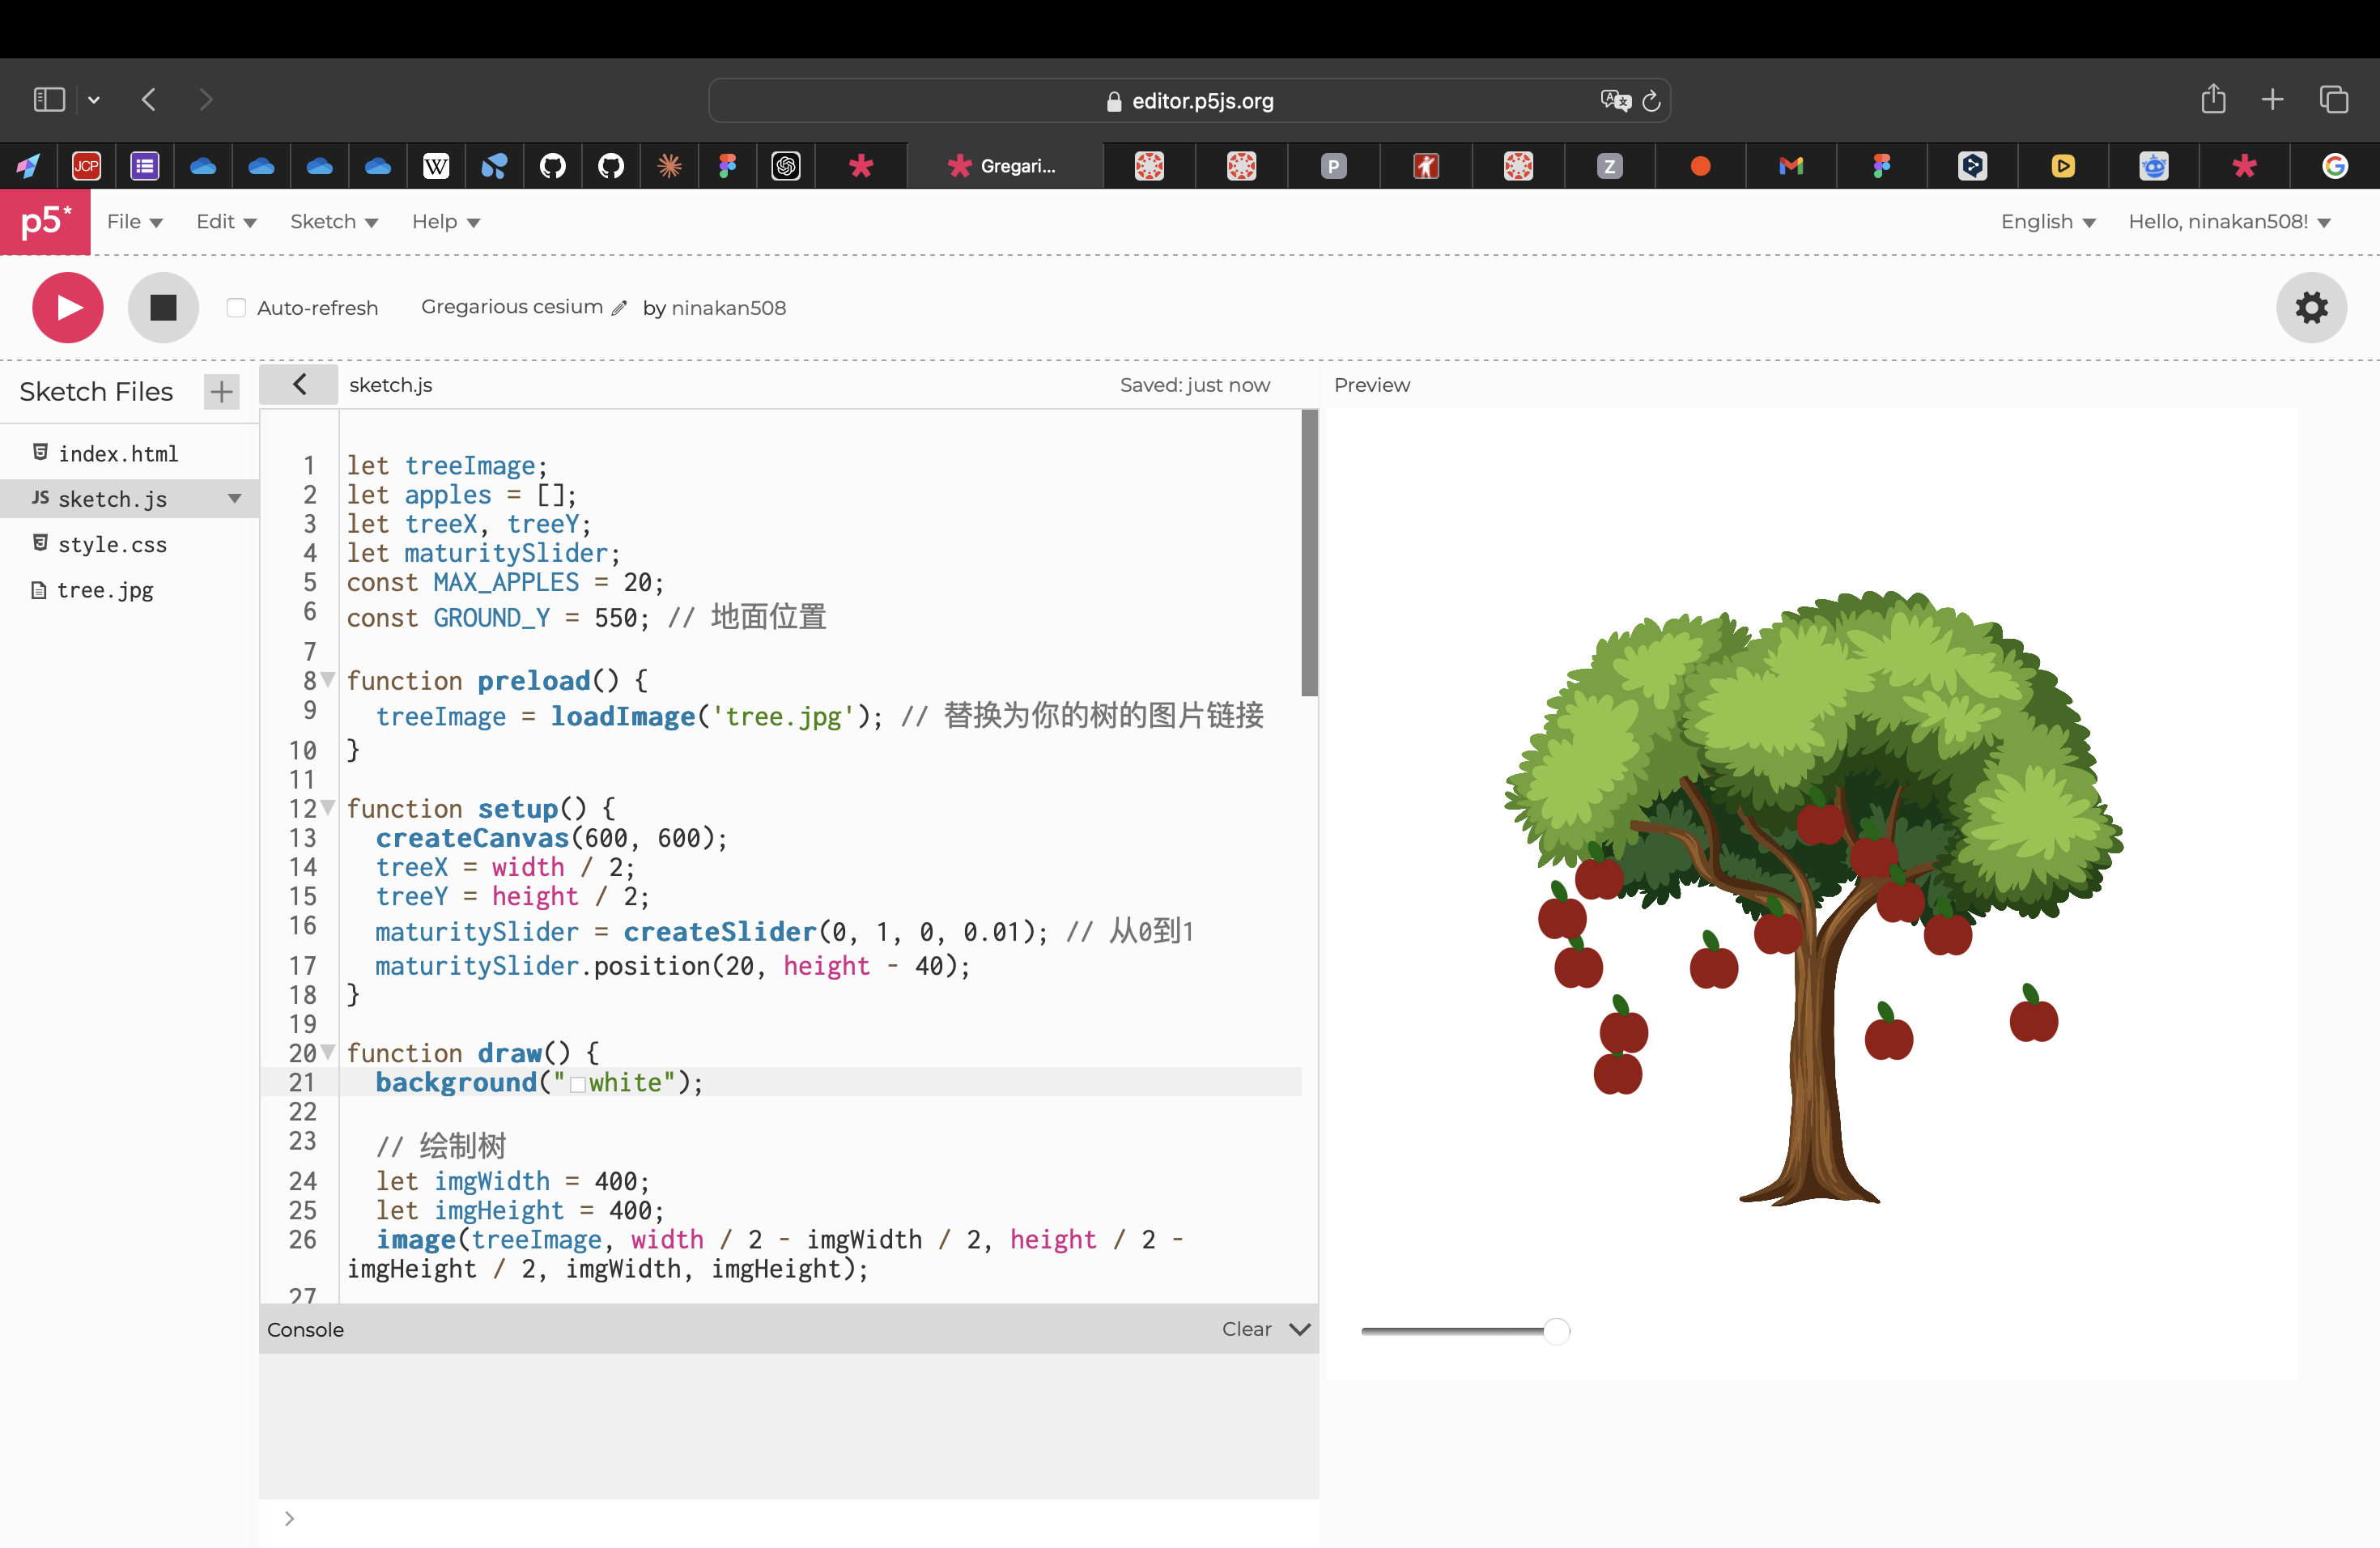 editor.p5js.org
JCP
W
Gregari...
P
Z
p5*
File
Edit
Sketch
Help
English
Hello, ninakan508!
Auto-refresh
Gregarious cesium
by ninakan508
Sketch Files
sketch.js
Saved: just now
Preview
index.html
JS sketch.js
style.css
tree.jpg
1 let treeImage;
2 let apples = [];
3 let treeX, treeY;
4 let maturitySlider;
5 const MAX_APPLES = 20;
6 const GROUND_Y = 550; // 地面位置
7
8 function preload() {
9 treeImage = loadImage('tree.jpg'); // 替换为你的树的图片链接
10 }
11
12 function setup() {
13 createCanvas(600, 600);
14 treeX = width / 2;
15 treeY = height / 2;
16 maturitySlider = createSlider(0, 1, 0, 0.01); // 从0到1
17 maturitySlider.position(20, height - 40);
18 }
19
20 function draw() {
21 background("white");
22
23 // 绘制树
24 let imgWidth = 400;
25 let imgHeight = 400;
26 image(treeImage, width / 2 - imgWidth / 2, height / 2 -
imgHeight / 2, imgWidth, imgHeight);
27
Console
Clear